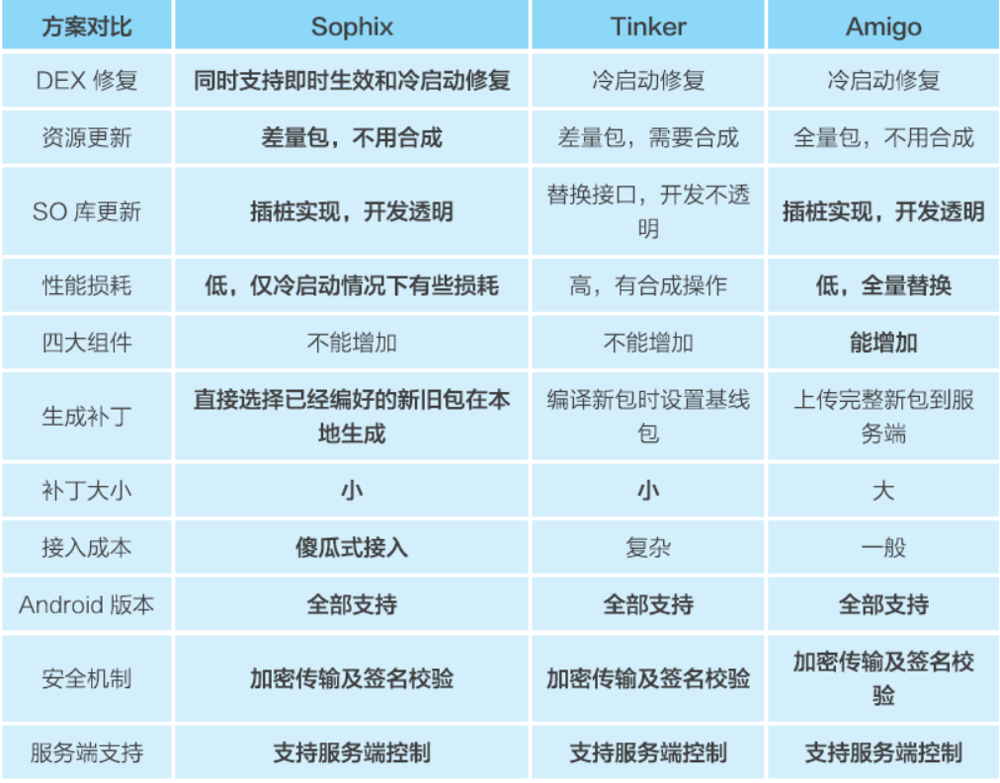 方案对比 Sophix Tinker Amigo
DEX 修复 同时支持即时生效和冷启动修复 冷启动修复 冷启动修复
资源更新 差量包，不用合成 差量包，需要合成 全量包，不用合成
SO 库更新 插桩实现，开发透明 替换接口，开发不透
明 插桩实现，开发透明
性能损耗 低，仅冷启动情况下有些损耗 高，有合成操作 低，全量替换
四大组件 不能增加 不能增加 能增加
生成补丁 直接选择已经编好的新旧包在本
地生成 编译新包时设置基线
包 上传完整新包到服
务端
补丁大小 小 小 大
接入成本 傻瓜式接入 复杂 一般
Android 版本 全部支持 全部支持 全部支持
安全机制 加密传输及签名校验 加密传输及签名校验 加密传输及签名校
验
服务端支持 支持服务端控制 支持服务端控制 支持服务端控制